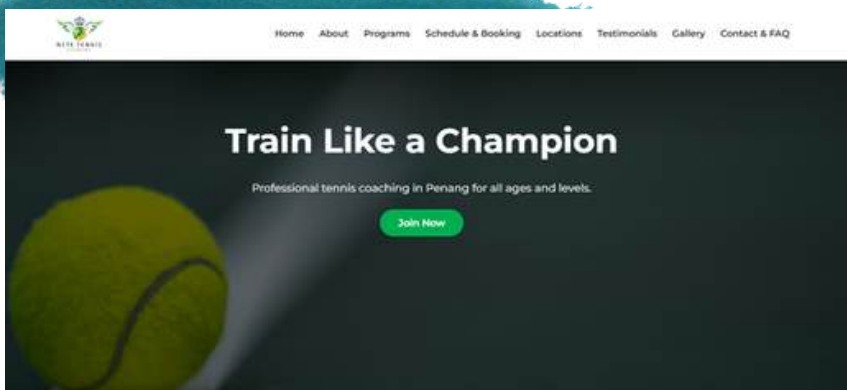 Home About Programs Schedule & Booking Locations Testimonials Gallery Contact & FAQ
Train Like a Champion
Professional tennis coaching in Penang for all ages and levels.
Join Now